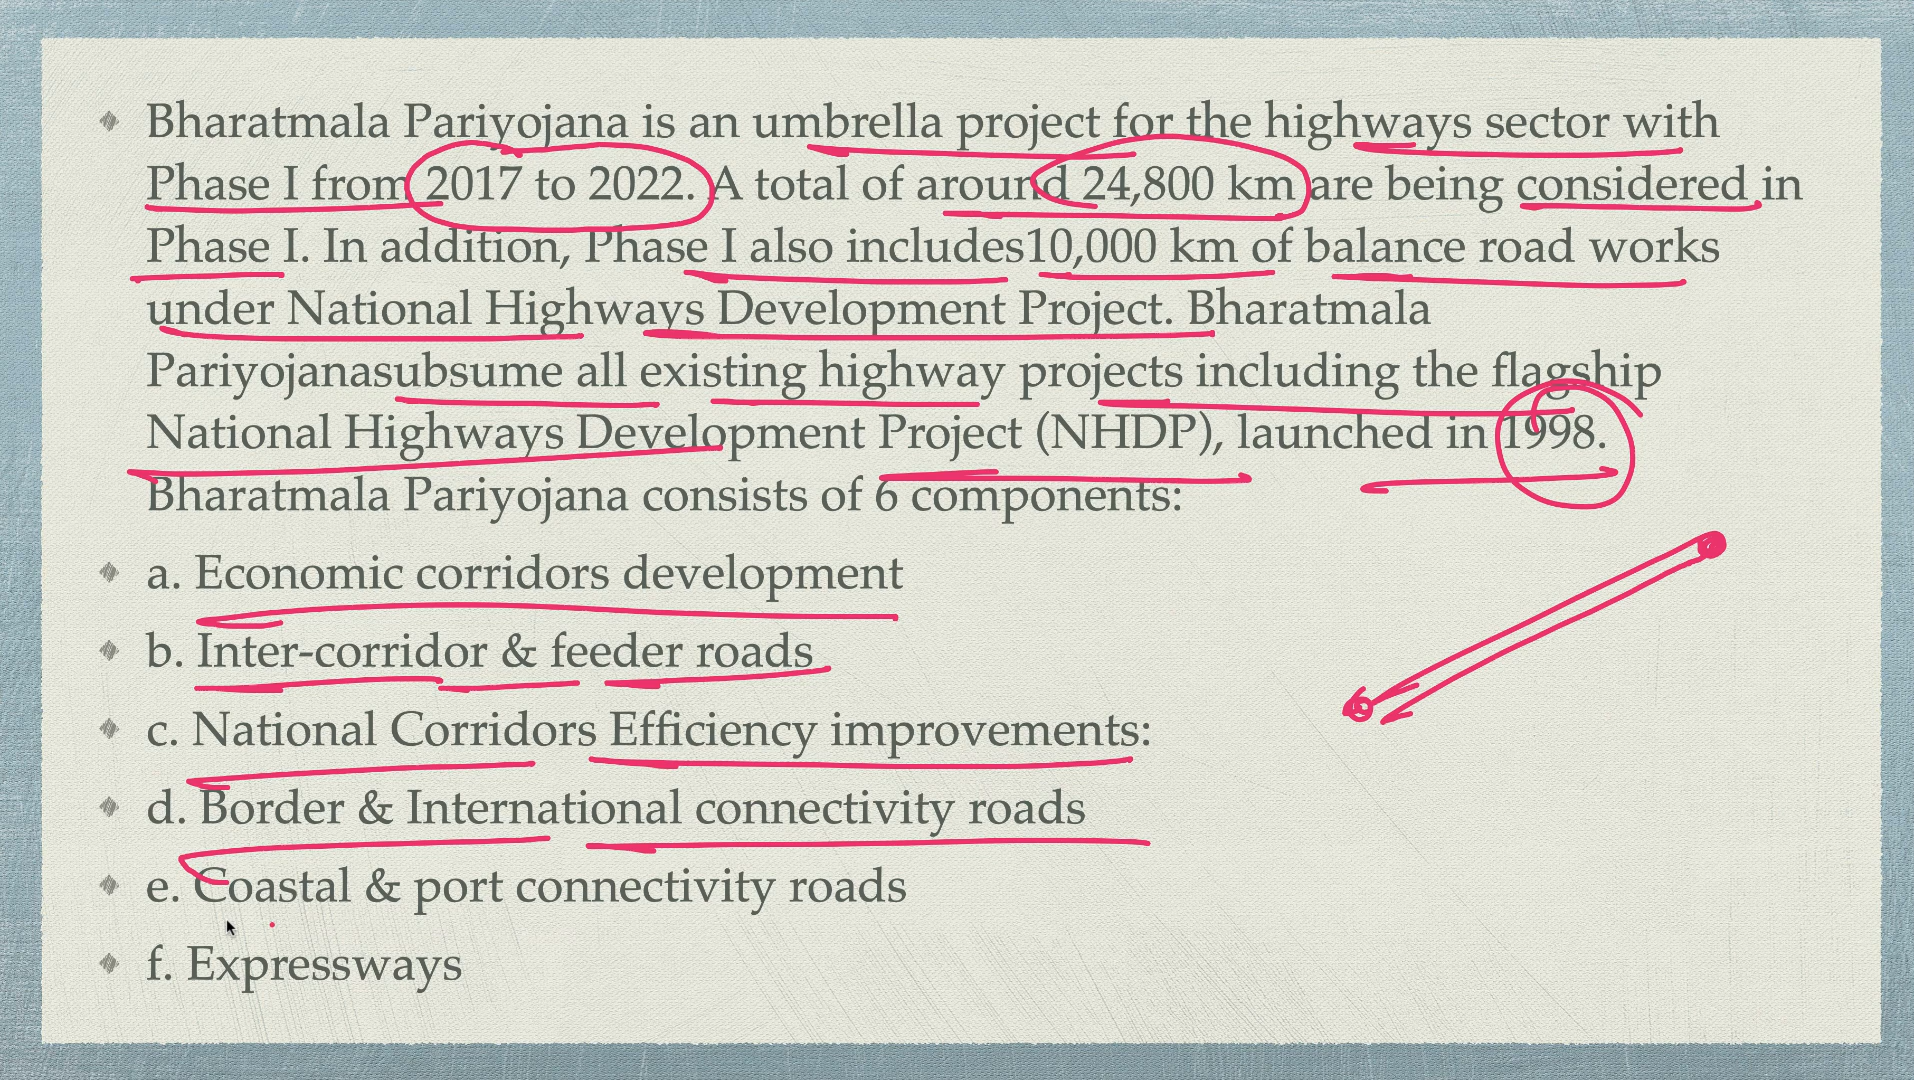 Bharatmala Pariyojana is an umbrella project for the highways sector with
Phase I from 2017 to 2022. A total of around 24,800 km are being considered in
Phase I. In addition, Phase I also includes10,000 km of balance road works
under National Highways Development Project. Bharatmala
Pariyojanasubsume all existing highway projects including the flagship
National Highways Development Project (NHDP), launched in 1998.
Bharatmala Pariyojana consists of 6 components:
a. Economic corridors development
b. Inter-corridor & feeder roads
c. National Corridors Efficiency improvements:
d. Border & International connectivity roads
e. Coastal & port connectivity roads
f. Expressways